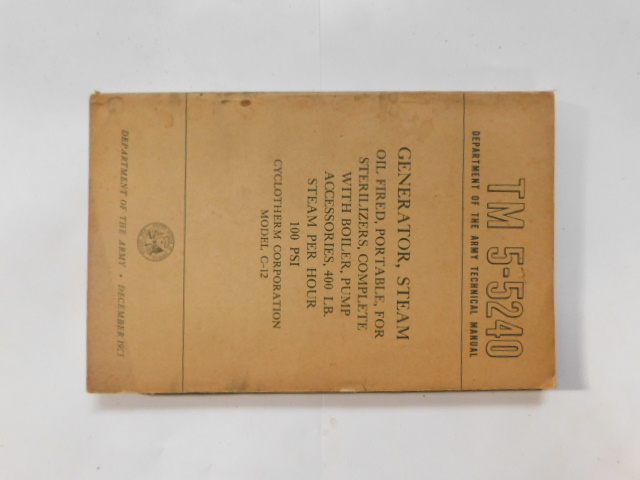 TM 5-5240
DEPARTMENT OF THE ARMY TECHNICAL MANUAL
GENERATOR, STEAM
OIL FIRED, PORTABLE, FOR
STERILIZERS, COMPLETE
WITH BOILER, PUMP
ACCESSORIES, 400 LB.
STEAM PER HOUR
100 PSI
CYCLOTHERM CORPORATION
MODEL C-12
DEPARTMENT OF THE ARMY • DECEMBER